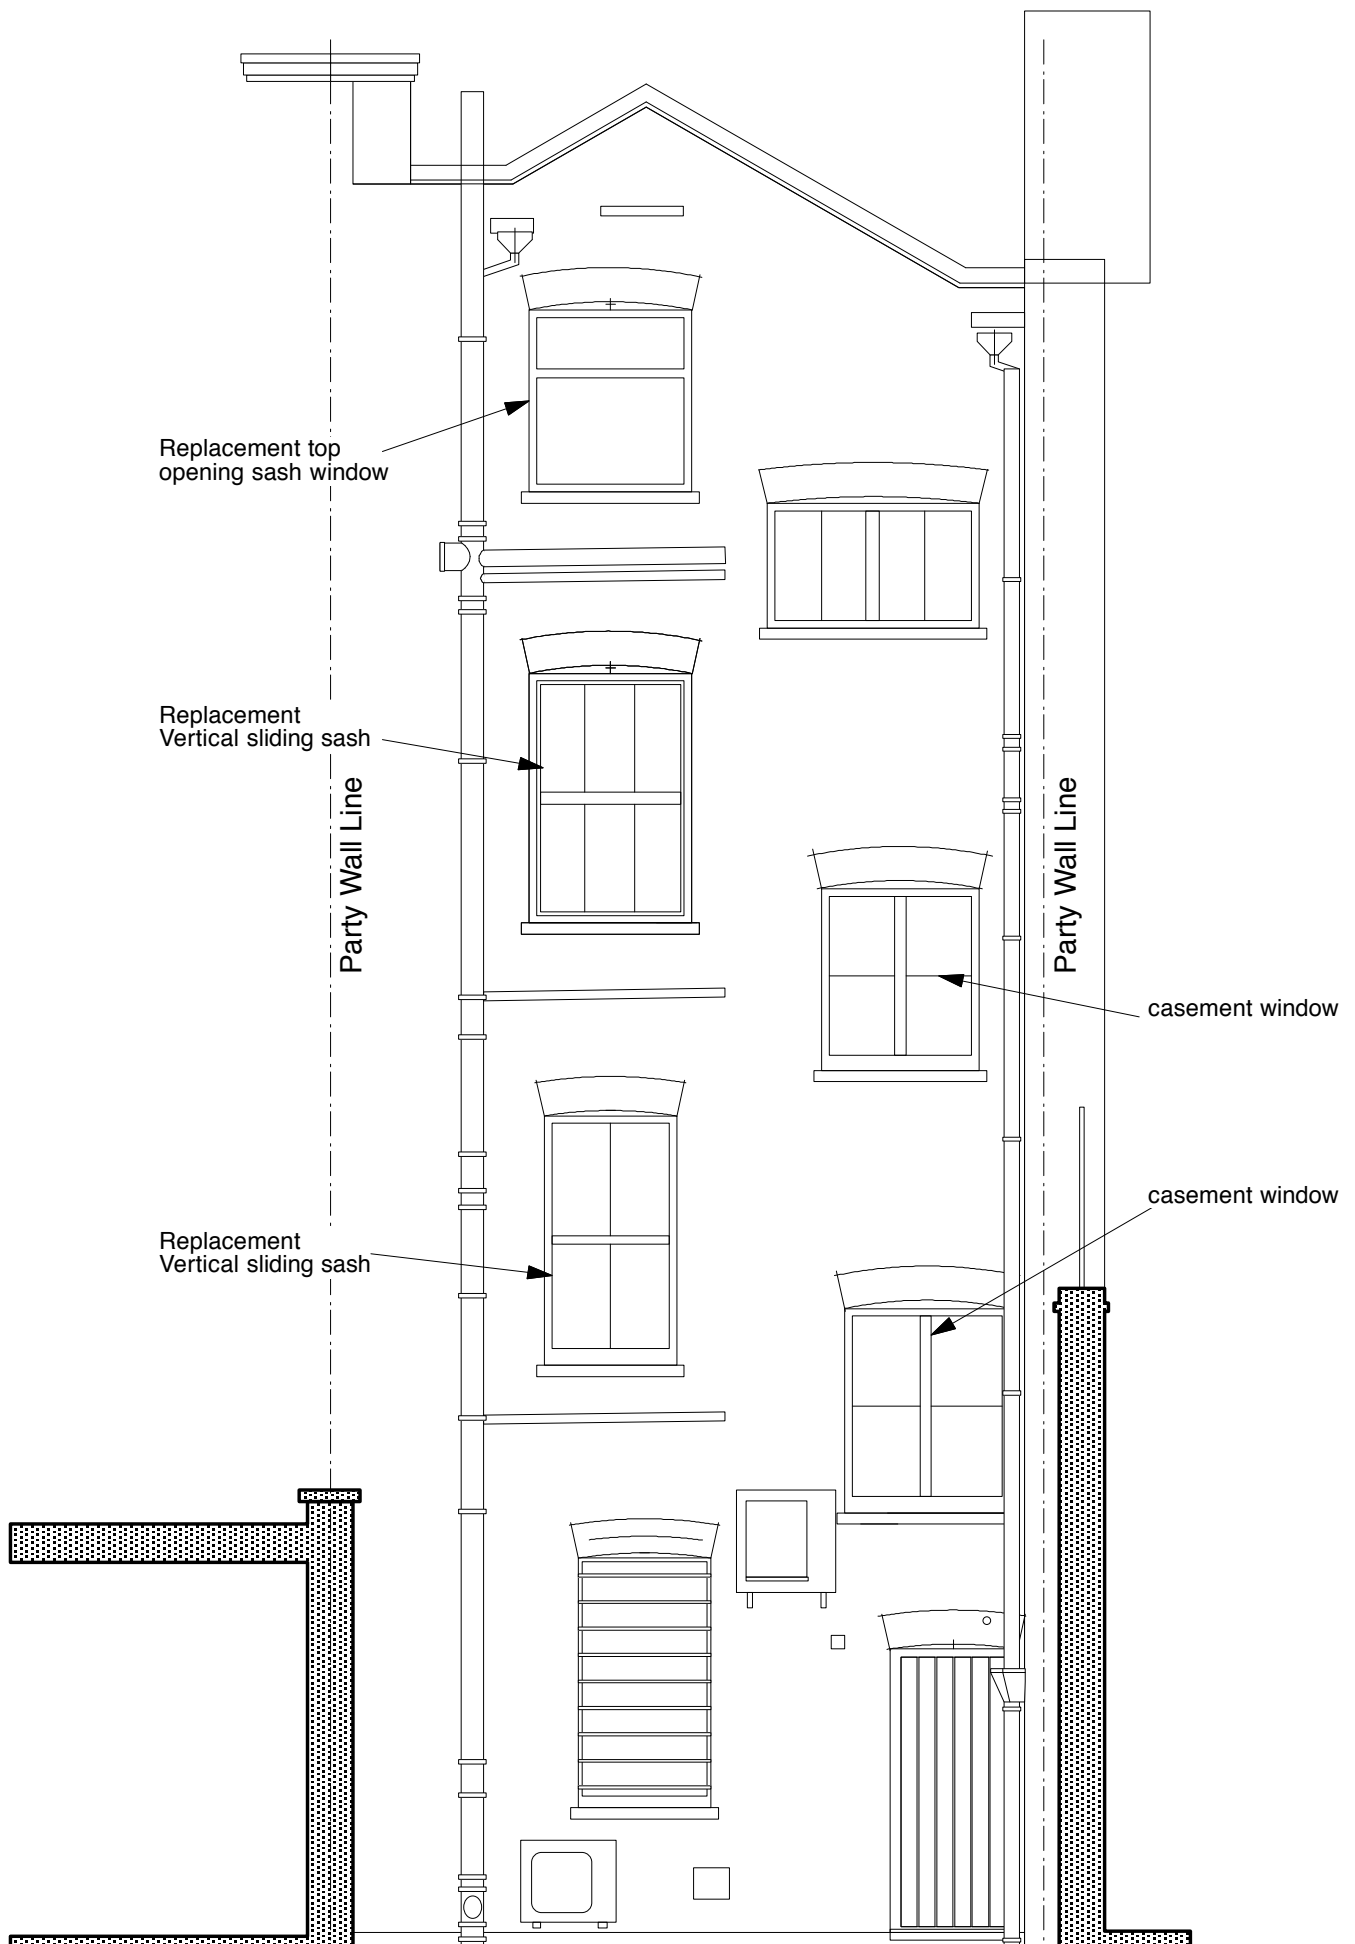 Replacement top
opening sash window
Replacement
Vertical sliding sash
Party Wall Line
Party Wall Line
casement window
casement window
Replacement
Vertical sliding sash